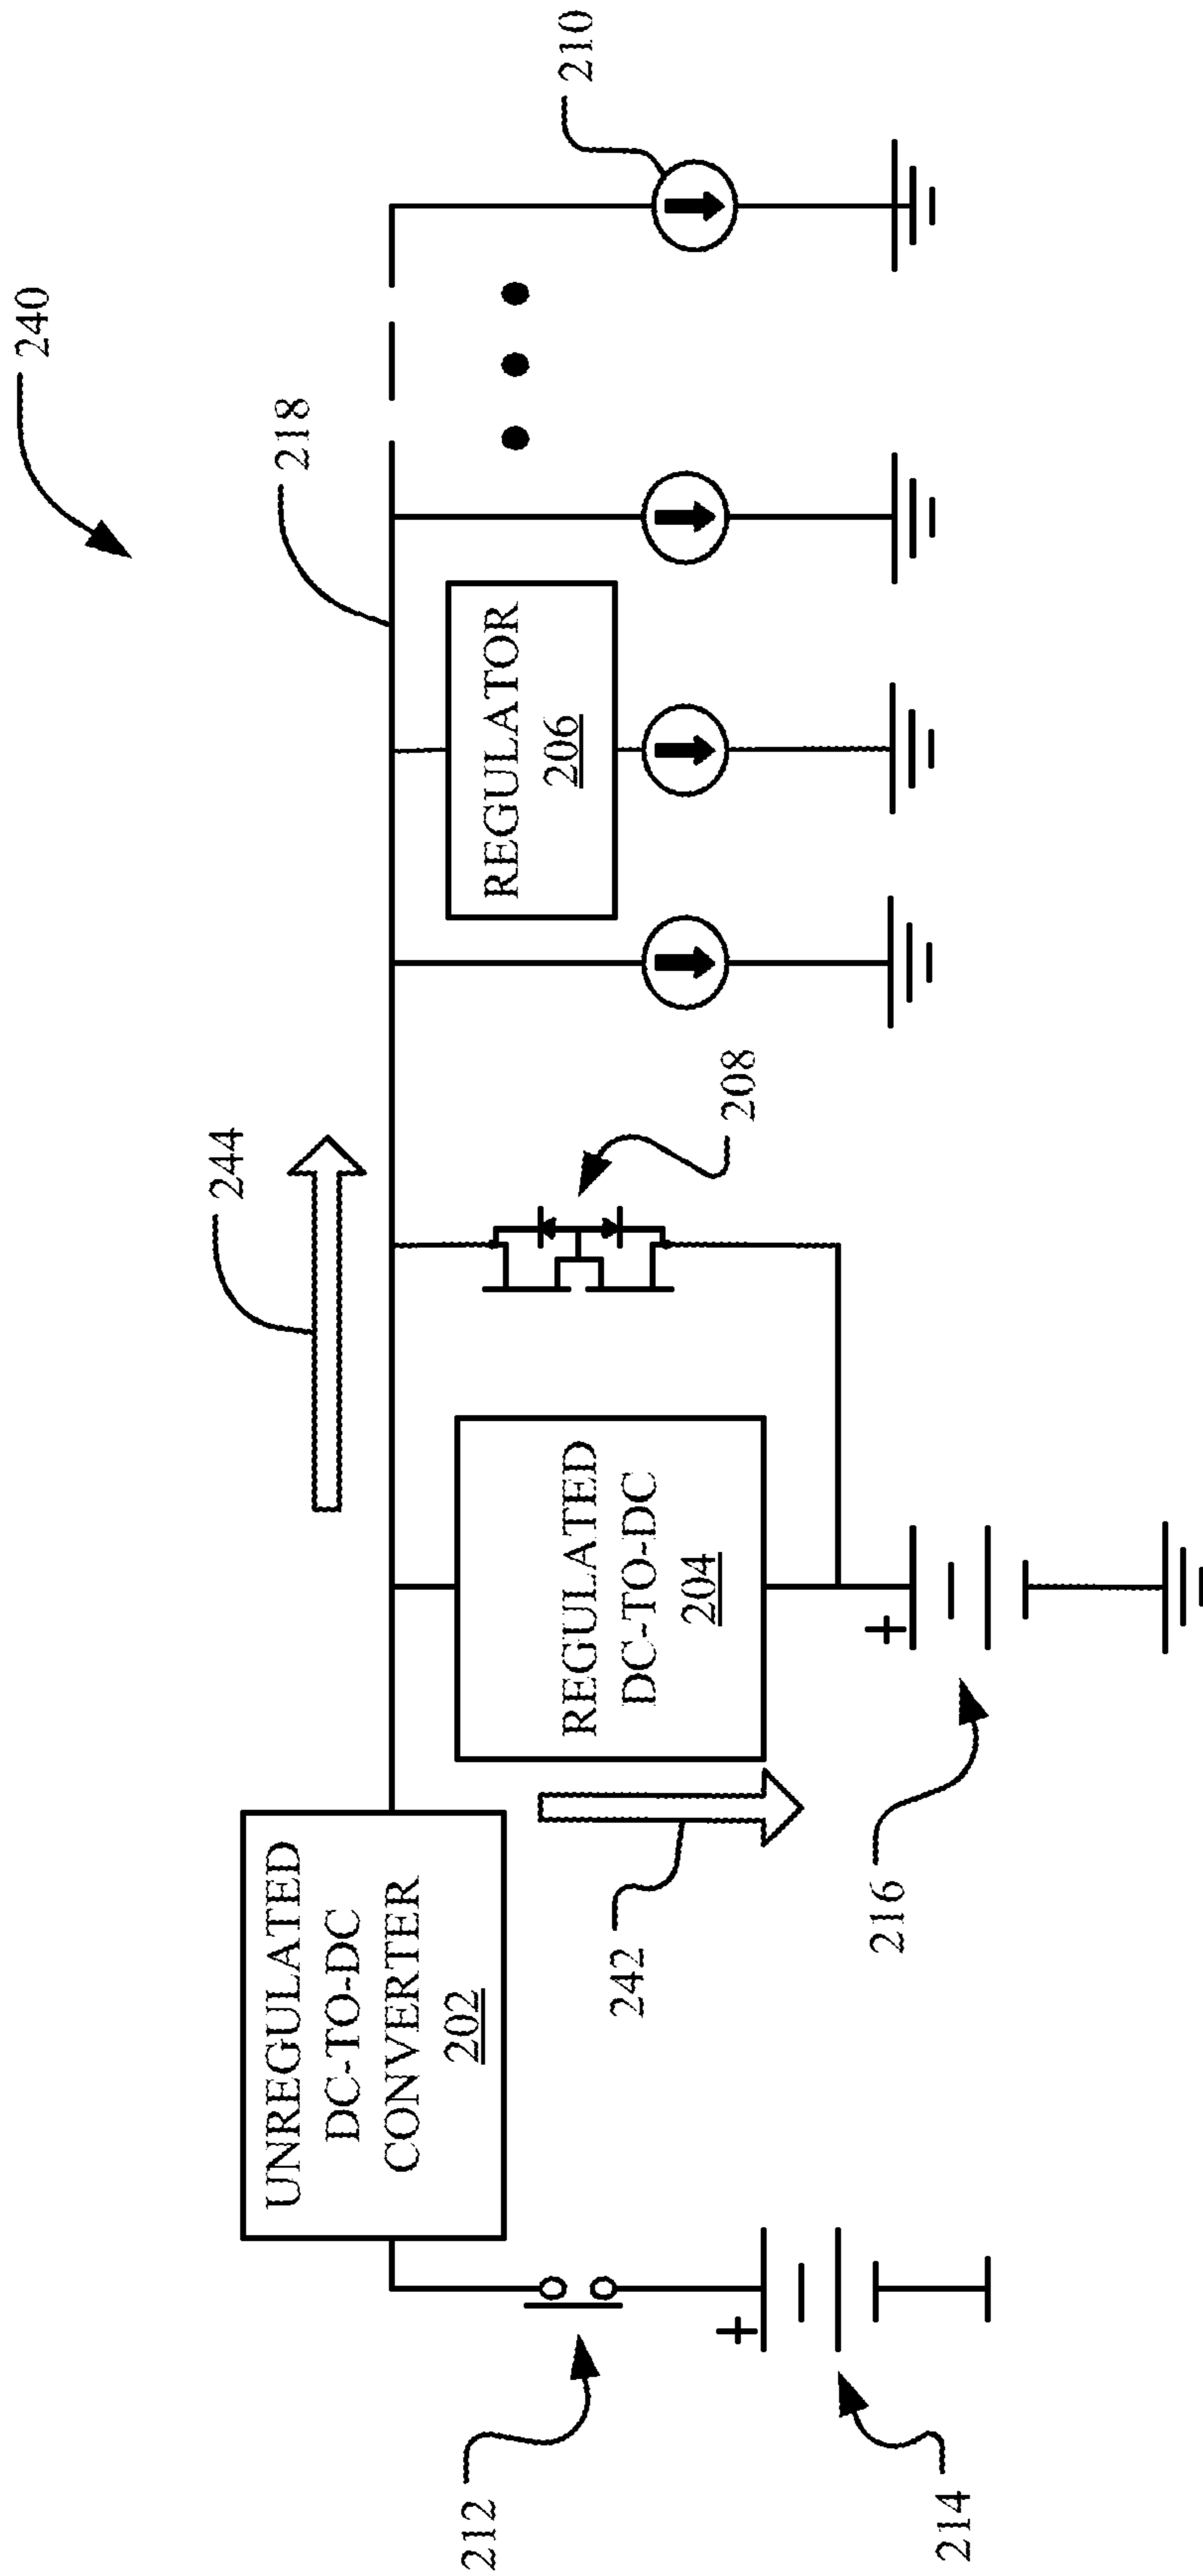 240
244
218
210
UNREGULATED
DC-TO-DC
CONVERTER
202
REGULATED
DC-TO-DC
204
REGULATOR
206
208
212
242
+
+
214
216